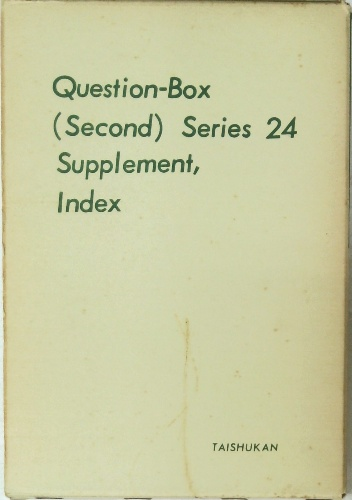 Question-Box
(Second) Series 24
Supplement,
Index
TAISHUKAN